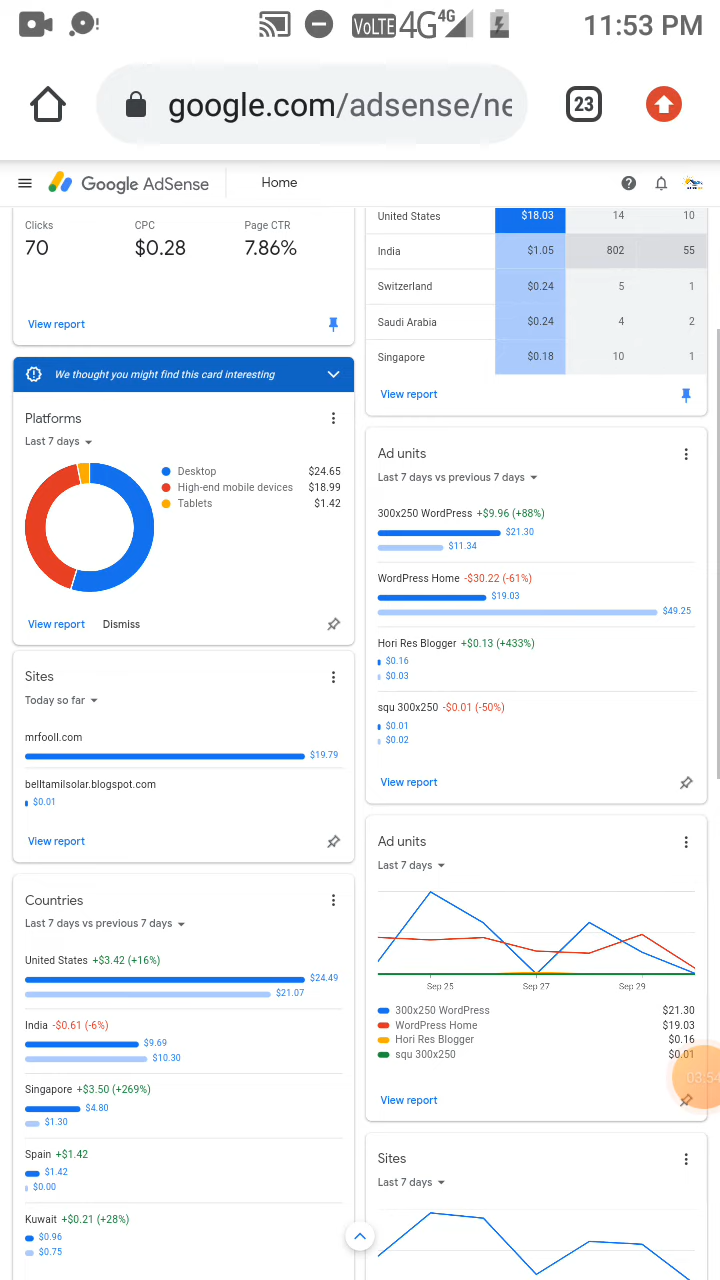 VoLTE 4G 4G 11:53 PM
google.com/adsense/ne
23
Google AdSense Home
Clicks CPC Page CTR
70 $0.28 7.86%
View report
We thought you might find this card interesting
Platforms
Last 7 days
Desktop $24.65
High-end mobile devices $18.99
Tablets $1.42
View report Dismiss
Sites
Today so far
mrfooll.com
$19.79
belltamilsolar.blogspot.com
$0.01
View report
Countries
Last 7 days vs previous 7 days
United States +$3.42 (+16%)
$24.49
$21.07
India -$0.61 (-6%)
$9.69
$10.30
Singapore +$3.50 (+269%)
$4.80
$1.30
Spain +$1.42
$1.42
$0.00
Kuwait +$0.21 (+28%)
$0.96
$0.75
United States $18.03 14 10
India $1.05 802 55
Switzerland $0.24 5 1
Saudi Arabia $0.24 4 2
Singapore $0.18 10 1
View report
Ad units
Last 7 days vs previous 7 days
300x250 WordPress +$9.96 (+88%)
$21.30
$11.34
WordPress Home -$30.22 (-61%)
$19.03
$49.25
Hori Res Blogger +$0.13 (+433%)
$0.16
$0.03
squ 300x250 -$0.01 (-50%)
$0.01
$0.02
View report
Ad units
Last 7 days
Sep 25 Sep 27 Sep 29
300x250 WordPress $21.30
WordPress Home $19.03
Hori Res Blogger $0.16
squ 300x250 $0.01
View report
Sites
Last 7 days